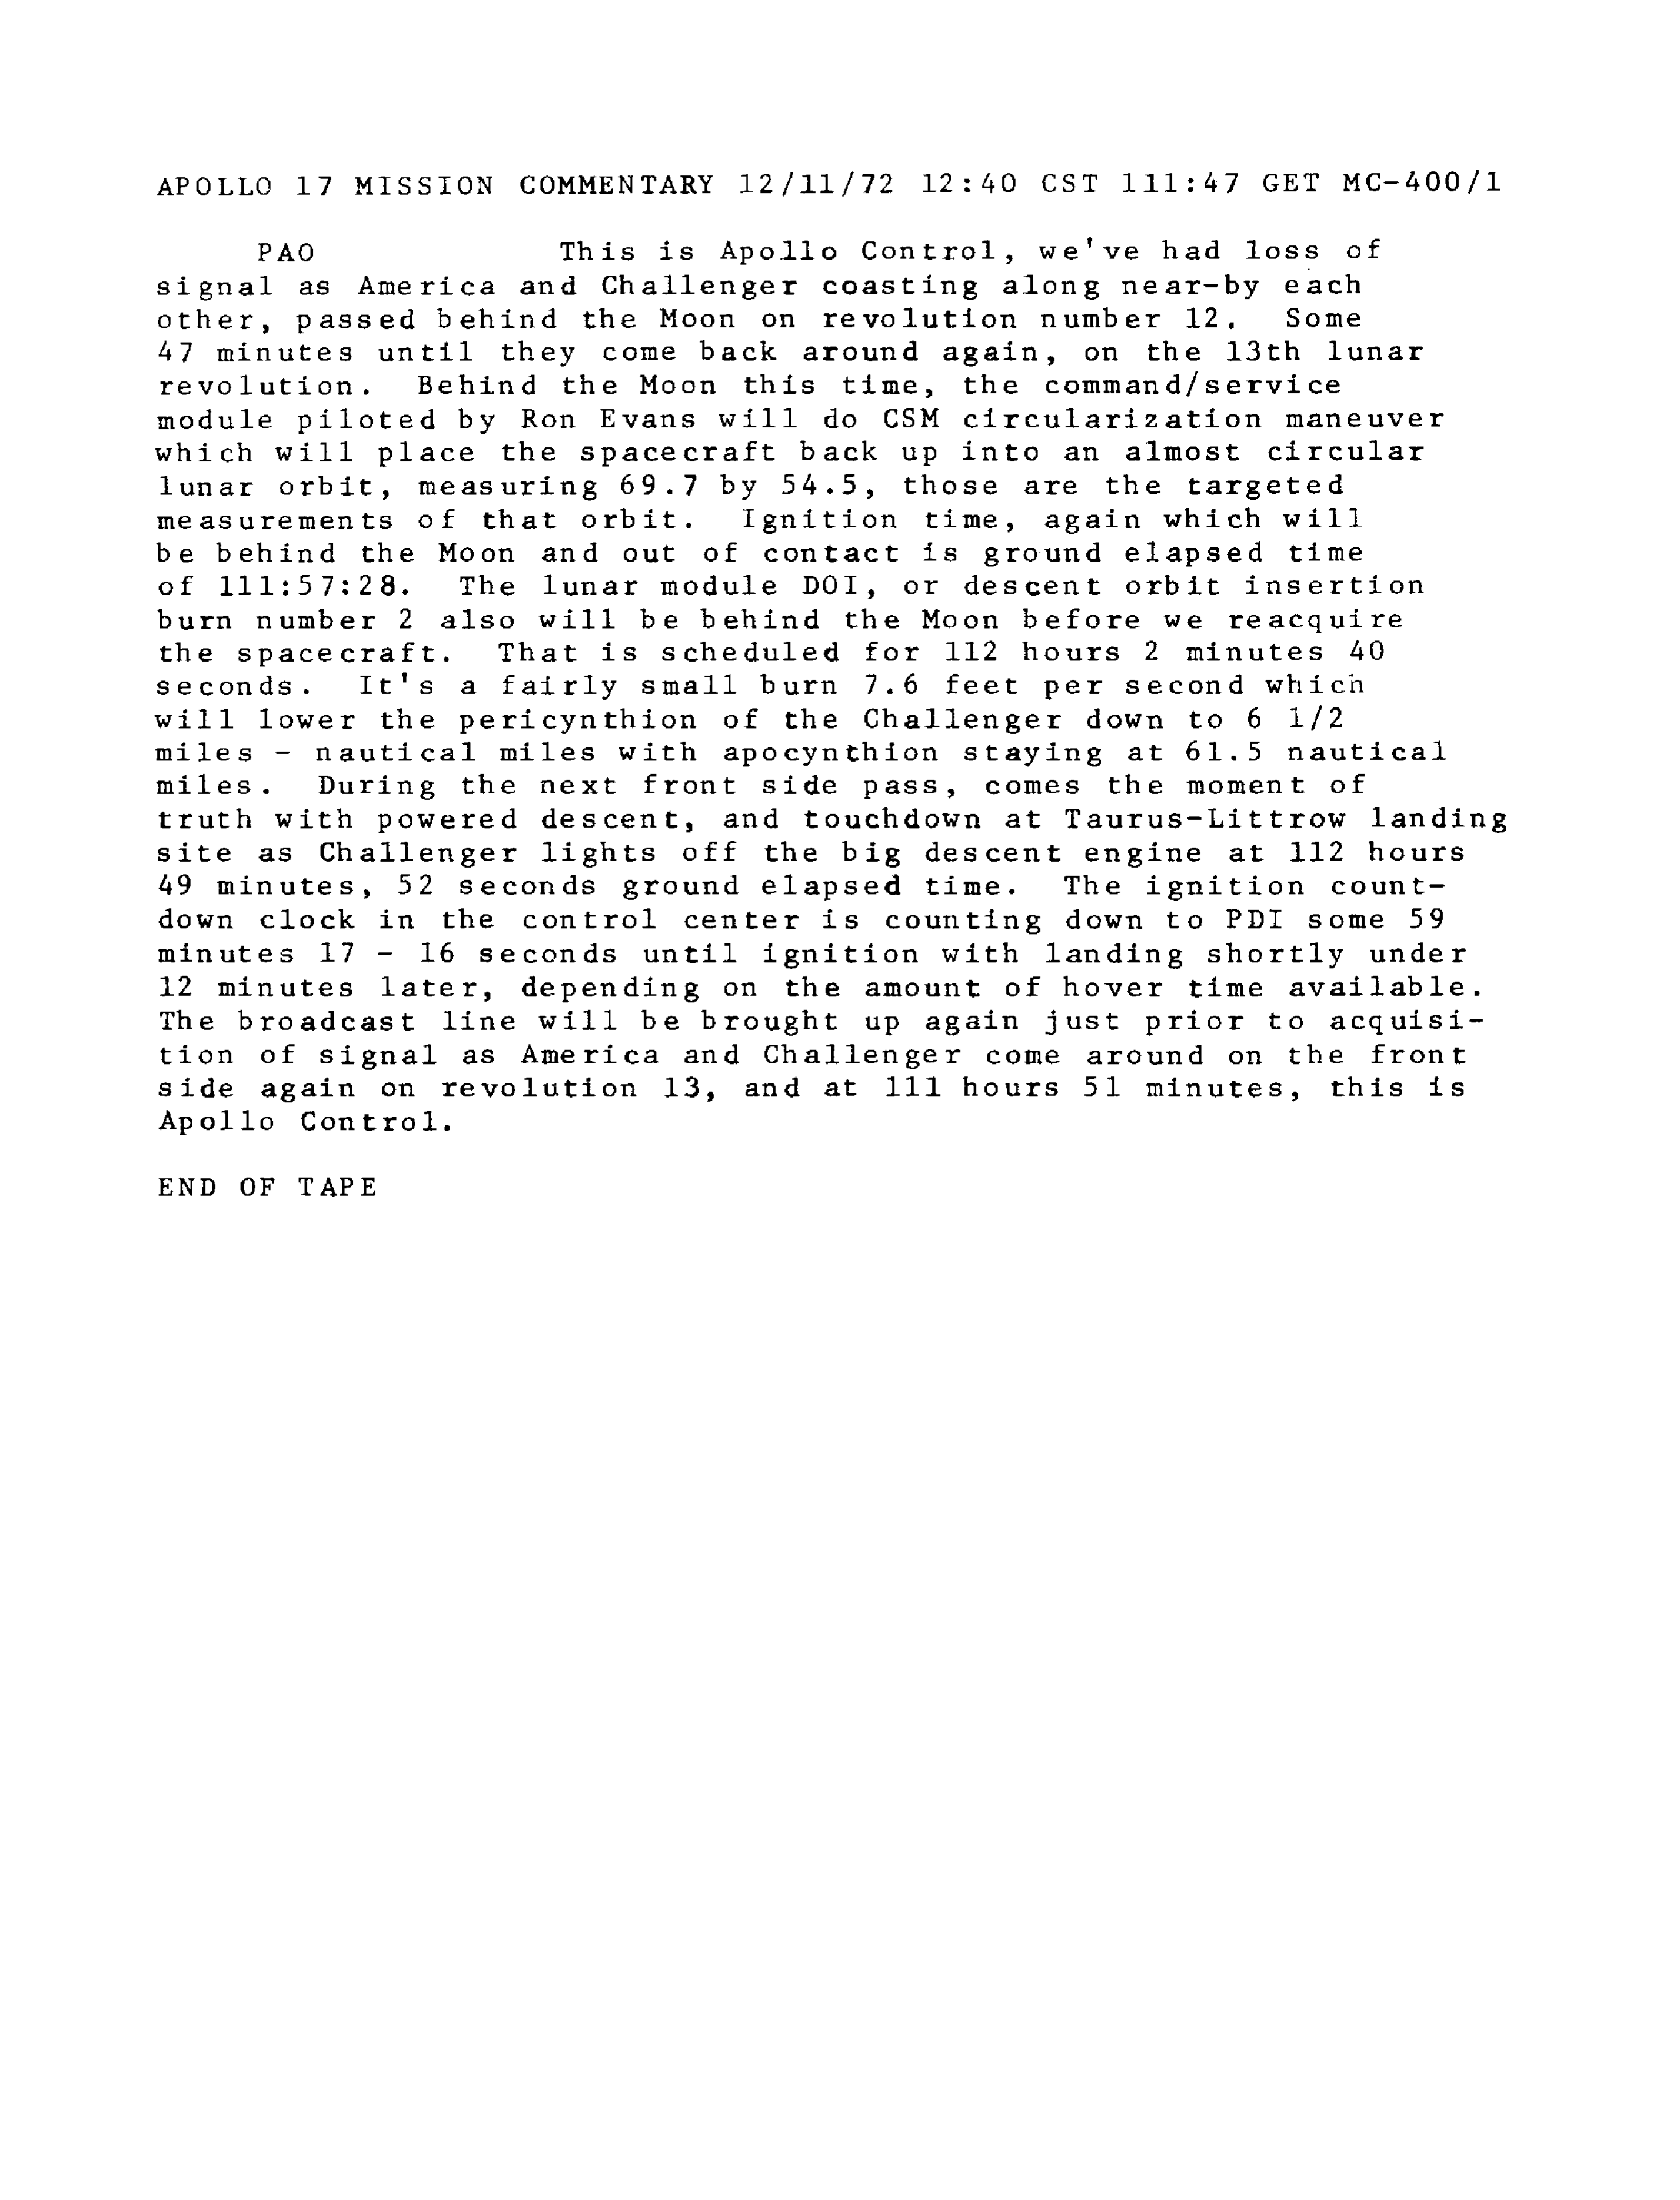 APOLLO 17 MISSION COMMENTARY 12/11/72 12:40 CST 111:47 GET MC-400/1
PAO This is Apollo Control, we've had loss of
signal as America and Challenger coasting along near-by each
other, passed behind the Moon on revolution number 12. Some
47 minutes until they come back around again, on the 13th lunar
revolution. Behind the Moon this time, the command/service
module piloted by Ron Evans will do CSM circularization maneuver
which will place the spacecraft back up into an almost circular
lunar orbit, measuring 69.7 by 54.5, those are the targeted
measurements of that orbit. Ignition time, again which will
be behind the Moon and out of contact is ground elapsed time
of 111:57:28. The lunar module DOI, or descent orbit insertion
burn number 2 also will be behind the Moon before we reacquire
the spacecraft. That is scheduled for 112 hours 2 minutes 40
seconds. It's a fairly small burn 7.6 feet per second which
will lower the pericynthion of the Challenger down to 6 1/2
miles - nautical miles with apocynthion staying at 61.5 nautical
miles. During the next front side pass, comes the moment of
truth with powered descent, and touchdown at Taurus-Littrow landing
site as Challenger lights off the big descent engine at 112 hours
49 minutes, 52 seconds ground elapsed time. The ignition count-
down clock in the control center is counting down to PDI some 59
minutes 17 - 16 seconds until ignition with landing shortly under
12 minutes later, depending on the amount of hover time available.
The broadcast line will be brought up again just prior to acquisi-
tion of signal as America and Challenger come around on the front
side again on revolution 13, and at 111 hours 51 minutes, this is
Apollo Control.
END OF TAPE